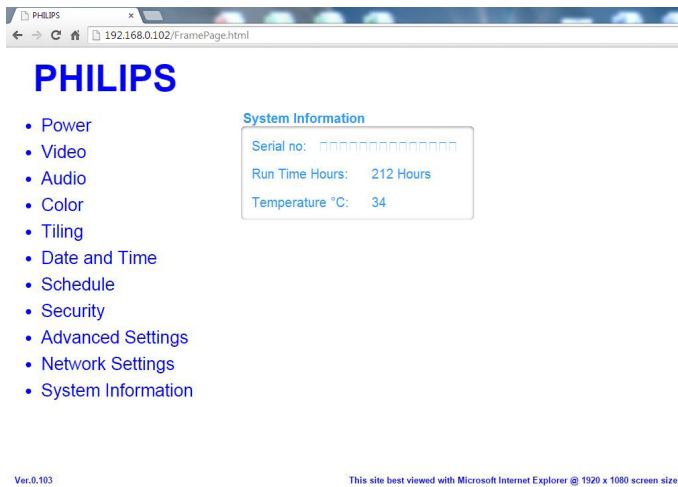 PHILIPS
192.168.0.102/FramePage.html
PHILIPS
Power
Video
Audio
Color
Tiling
Date and Time
Schedule
Security
Advanced Settings
Network Settings
System Information
System Information
Serial no:
Run Time Hours: 212 Hours
Temperature °C: 34
Ver.0.103
This site best viewed with Microsoft Internet Explorer @ 1920 x 1080 screen size